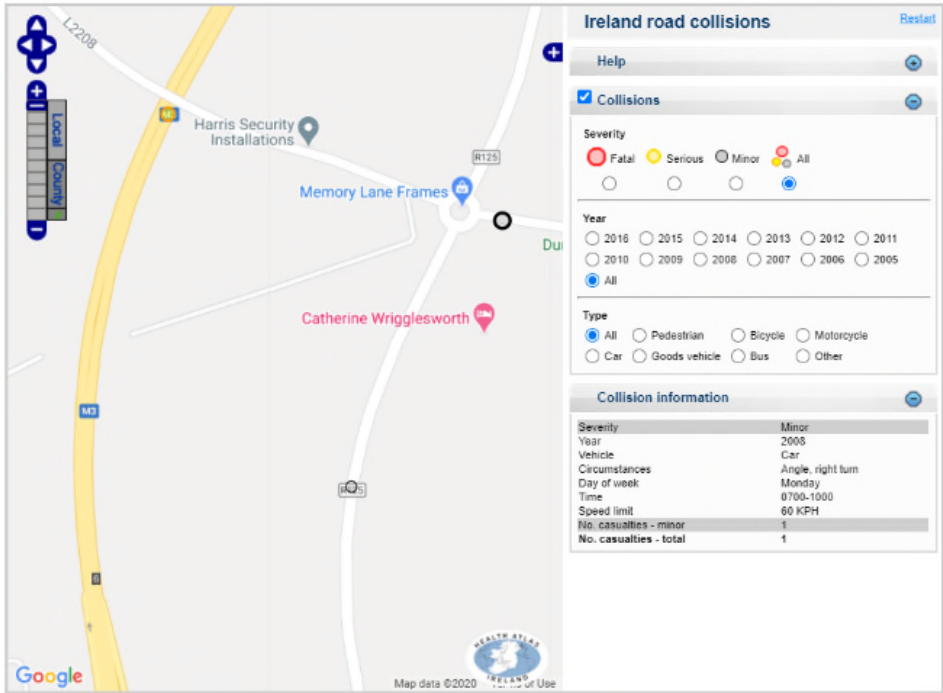 L2208
M3
Harris Security
Installations
R125
Memory Lane Frames
Du
Catherine Wrigglesworth
M3
6
Local
County
Google
HEALTH ATLAS
IRELAND
Map data ©2020
of Use
Ireland road collisions
Restart
Help
Collisions
Severity
Fatal Serious Minor All
Year
2016 2015 2014 2013 2012 2011
2010 2009 2008 2007 2006 2005
All
Type
All Pedestrian Bicycle Motorcycle
Car Goods vehicle Bus Other
Collision information
Severity Minor
Year 2008
Vehicle Car
Circumstances Angle, right turn
Day of week Monday
Time 0700-1000
Speed limit 60 KPH
No. casualties - minor 1
No. casualties - total 1